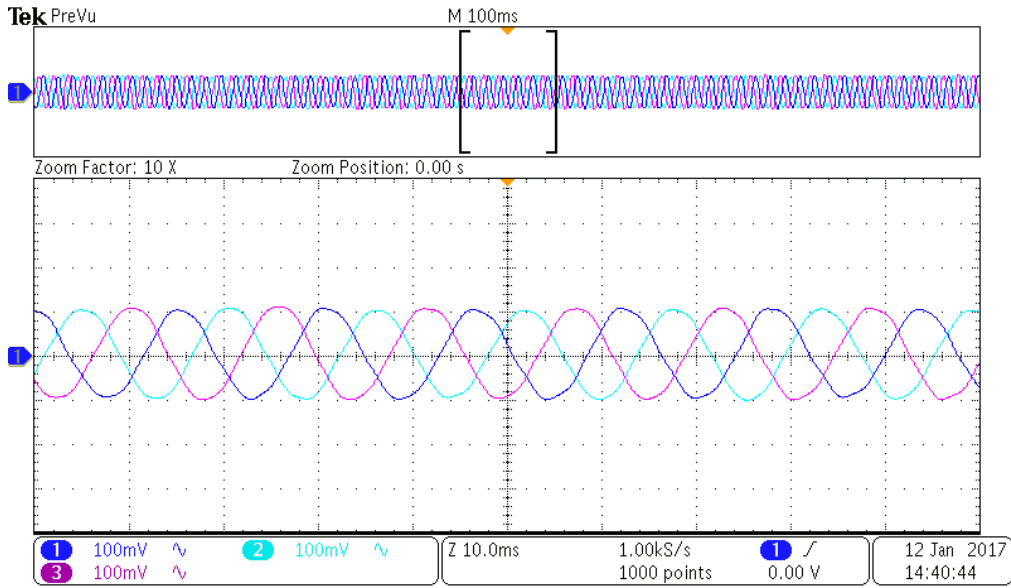 Tek PreVu M 100ms
1
Zoom Factor: 10 X Zoom Position: 0.00 s
1
1 100mV 2 100mV Z 10.0ms 1.00kS/s 1 12 Jan 2017
3 100mV 1000 points 0.00 V 14:40:44